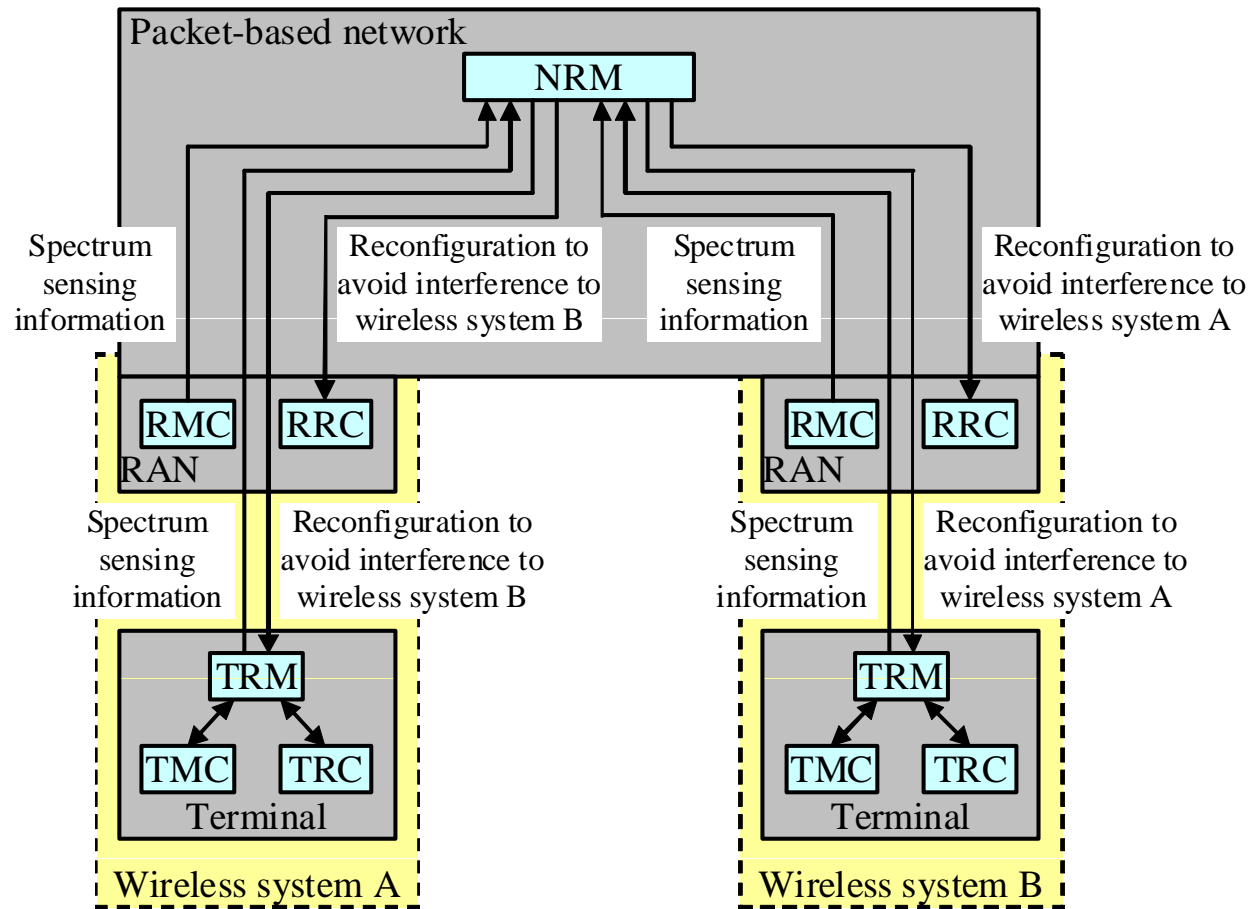 Packet-based network
NRM
Spectrum
sensing
information
Reconfiguration to
avoid interference to
wireless system B
Spectrum
sensing
information
Reconfiguration to
avoid interference to
wireless system A
RMC
RRC
RAN
RMC
RRC
RAN
Spectrum
sensing
information
Reconfiguration to
avoid interference to
wireless system B
Spectrum
sensing
information
Reconfiguration to
avoid interference to
wireless system A
TRM
TMC
TRC
Terminal
TRM
TMC
TRC
Terminal
Wireless system A
Wireless system B